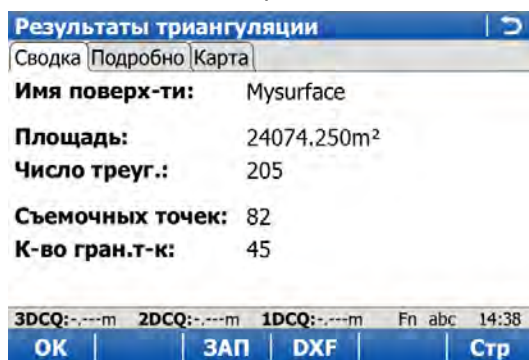 Результаты триангуляции
Сводка Подробно Карта
Имя поверх-ти: Mysurface
Площадь: 24074.250m²
Число треуг.: 205
Съемочных точек: 82
К-во гран.т-к: 45
3DCQ:-.---m 2DCQ:-.---m 1DCQ:-.---m Fn abc 14:38
OK ЗАП DXF Стр